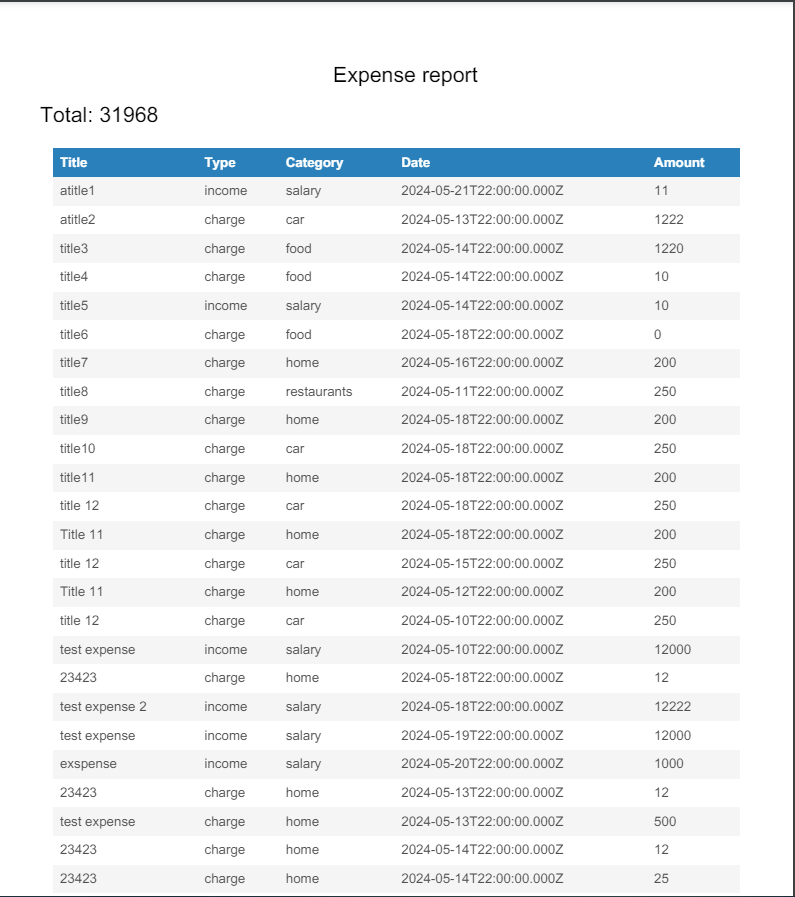 Expense report
Total: 31968
Title Type Category Date Amount
atitle1 income salary 2024-05-21T22:00:00.000Z 11
atitle2 charge car 2024-05-13T22:00:00.000Z 1222
title3 charge food 2024-05-14T22:00:00.000Z 1220
title4 charge food 2024-05-14T22:00:00.000Z 10
title5 income salary 2024-05-14T22:00:00.000Z 10
title6 charge food 2024-05-18T22:00:00.000Z 0
title7 charge home 2024-05-16T22:00:00.000Z 200
title8 charge restaurants 2024-05-11T22:00:00.000Z 250
title9 charge home 2024-05-18T22:00:00.000Z 200
title10 charge car 2024-05-18T22:00:00.000Z 250
title11 charge home 2024-05-18T22:00:00.000Z 200
title 12 charge car 2024-05-18T22:00:00.000Z 250
Title 11 charge home 2024-05-18T22:00:00.000Z 200
title 12 charge car 2024-05-15T22:00:00.000Z 250
Title 11 charge home 2024-05-12T22:00:00.000Z 200
title 12 charge car 2024-05-10T22:00:00.000Z 250
test expense income salary 2024-05-10T22:00:00.000Z 12000
23423 charge home 2024-05-18T22:00:00.000Z 12
test expense 2 income salary 2024-05-18T22:00:00.000Z 12222
test expense income salary 2024-05-19T22:00:00.000Z 12000
exspense income salary 2024-05-20T22:00:00.000Z 1000
23423 charge home 2024-05-13T22:00:00.000Z 12
test expense charge home 2024-05-13T22:00:00.000Z 500
23423 charge home 2024-05-14T22:00:00.000Z 12
23423 charge home 2024-05-14T22:00:00.000Z 25